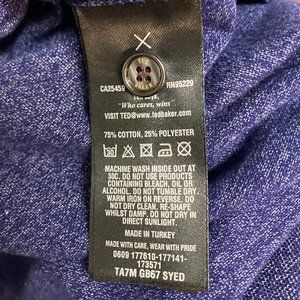 CA25459 RN95229
"Who cares, wins"
VISIT TED@www.tedbaker.com
75% COTTON, 25% POLYESTER
MACHINE WASH INSIDE OUT AT
30C. DO NOT USE PRODUCTS
CONTAINING BLEACH, OIL OR
ALCOHOL. DO NOT TUMBLE DRY
WARM IRON ON REVERSE. DO
NOT DRY CLEAN. RE-SHAPE
WHILST DAMP. DO NOT DRY IN
DIRECT SUNLIGHT.
MADE IN TURKEY
MADE WITH CARE, WEAR WITH PRIDE
0609 177610-177141-
173571
TA7M GB67 SYED